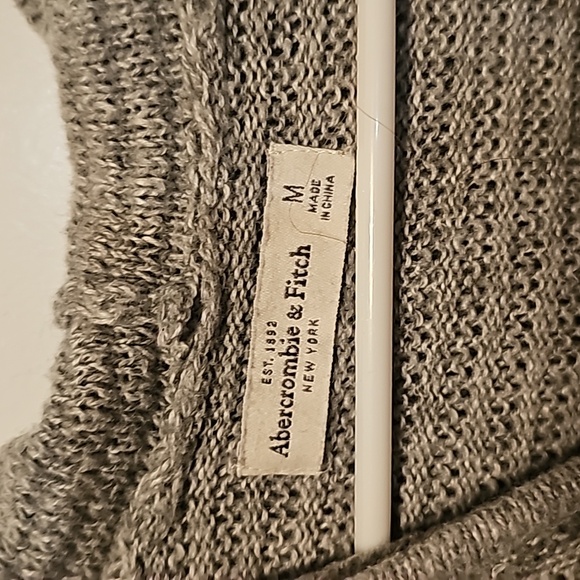 EST. 1892
Abercrombie & Fitch
NEW YORK
M
MADE
IN CHINA